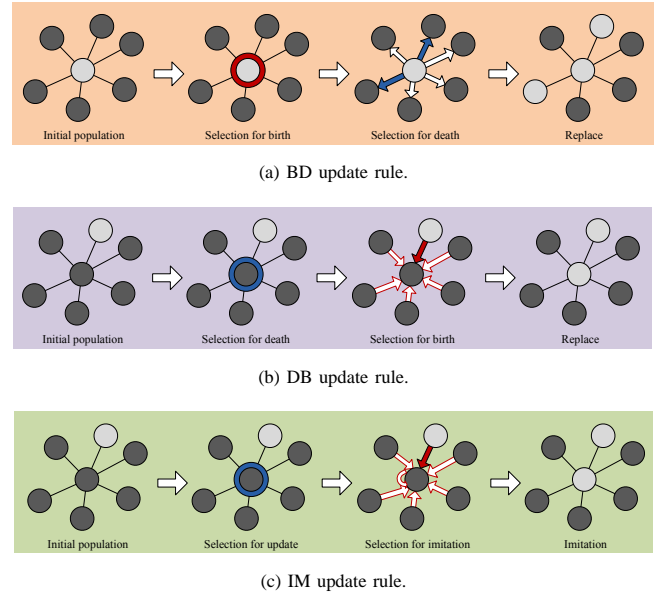 Initial population Selection for birth Selection for death Replace
(a) BD update rule.
Initial population Selection for death Selection for birth Replace
(b) DB update rule.
Initial population Selection for update Selection for imitation Imitation
(c) IM update rule.